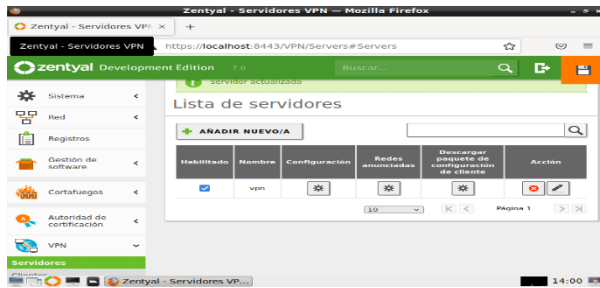 Zentyal - Servidores VPN — Mozilla Firefox
Zentyal - Servidores VPN
Zentyal - Servidores VPN
https://localhost:8443/VPN/Servers#Servers
zentyal Development Edition 7.0
Buscar...
servidor actualizada
Lista de servidores
AÑADIR NUEVO/A
Habilitado Nombre Configuración Redes anunciadas Descargar paquete de configuración de cliente Acción
vpn
10 Página 1
Sistema
Red
Registros
Gestión de software
Cortafuegos
Autoridad de certificación
VPN
Servidores
Zentyal - Servidores VP...
14:00